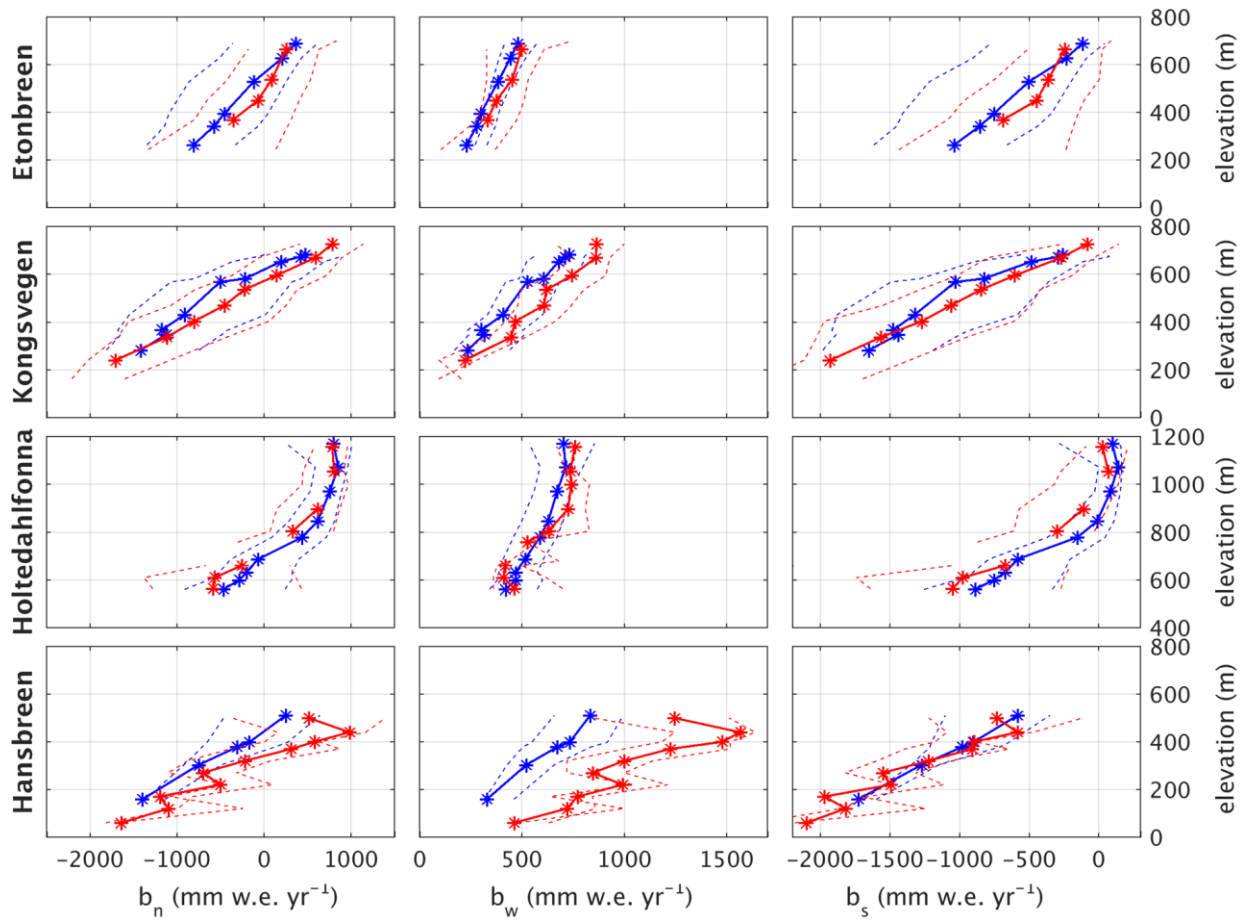 Etonbreen
800
600
400
200
0
elevation (m)
Kongsvegen
800
600
400
200
0
elevation (m)
Holtedahlfonna
1200
1000
800
600
400
elevation (m)
Hansbreen
800
600
400
200
0
elevation (m)
-2000 -1000 0 1000
0 500 1000 1500
-2000 -1500 -1000 -500 0
b_n (mm w.e. yr⁻¹)
b_w (mm w.e. yr⁻¹)
b_s (mm w.e. yr⁻¹)